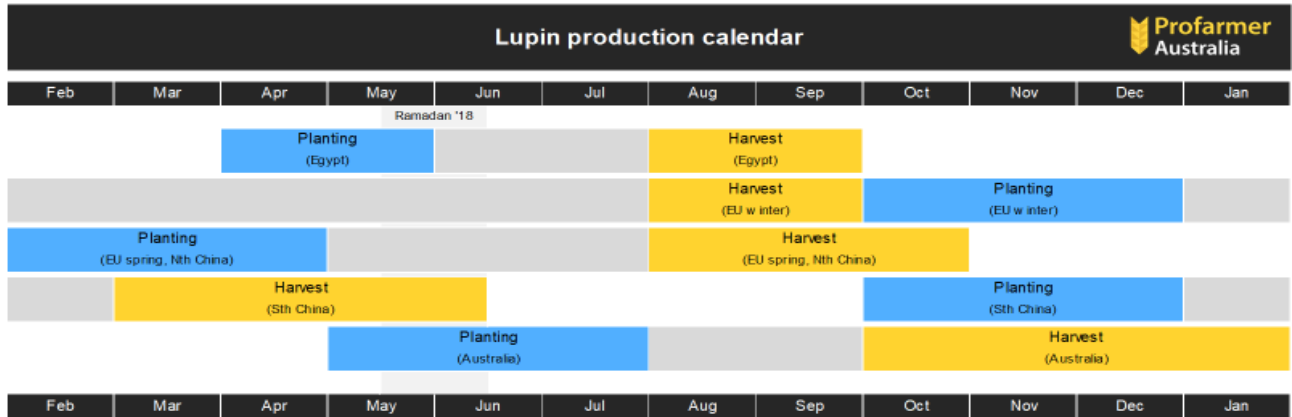 Lupin production calendar
Profarmer
Australia
Feb Mar Apr May Jun Jul Aug Sep Oct Nov Dec Jan
Ramadan '18
Planting Harvest
(Egypt) (Egypt)
Harvest Planting
(EU winter) (EU winter)
Planting Harvest
(EU spring, Nth China) (EU spring, Nth China)
Harvest Planting
(Sth China) (Sth China)
Planting Harvest
(Australia) (Australia)
Feb Mar Apr May Jun Jul Aug Sep Oct Nov Dec Jan